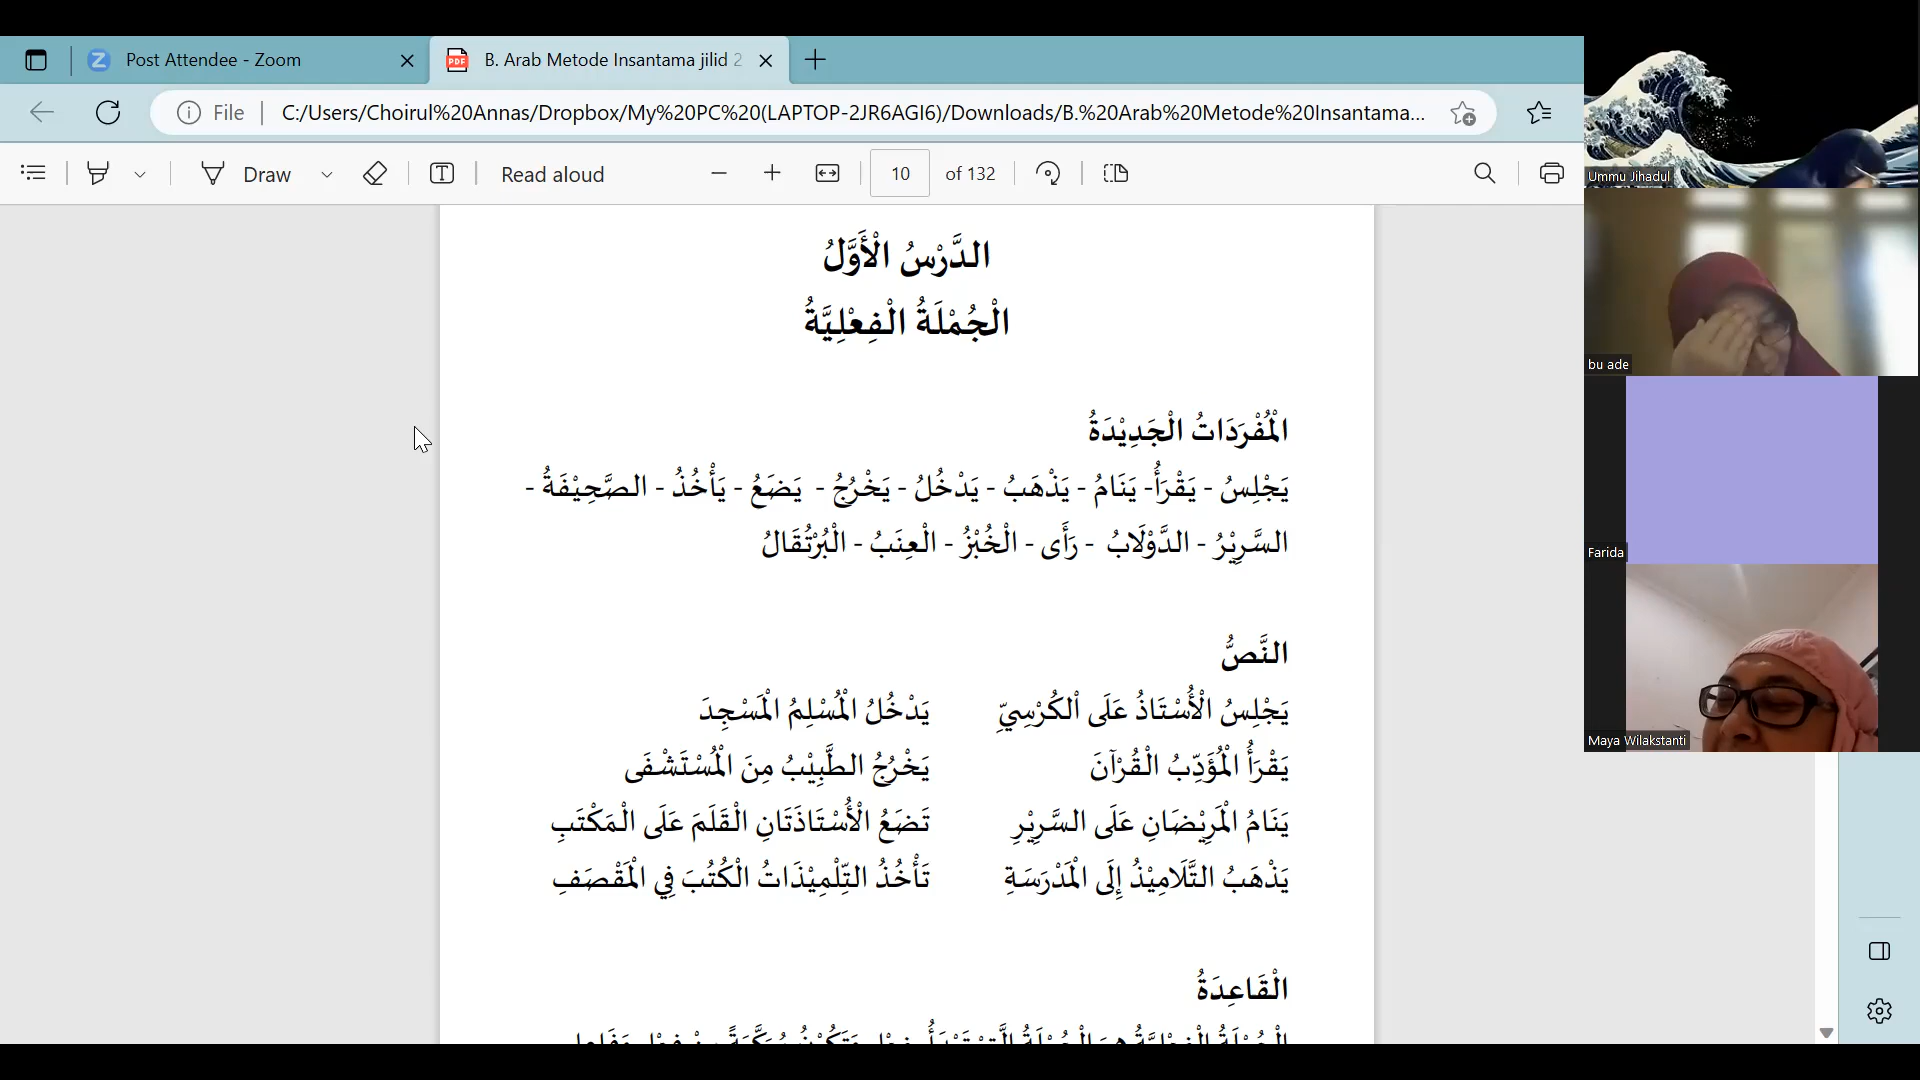 Post Attendee - Zoom
B. Arab Metode Insantama jilid 2
File
C:/Users/Choirul%20Annas/Dropbox/My%20PC%20(LAPTOP-2JR6AGI6)/Downloads/B.%20Arab%20Metode%20Insantama...
Draw
Read aloud
10 of 132
الدَّرْسُ الْأَوَّلُ
الْجُمْلَةُ الْفِعْلِيَّةُ
الْمُفْرَدَاتُ الْجَدِيْدَةُ
يَجْلِسُ - يَقْرَأُ- يَنَامُ - يَذْهَبُ - يَدْخُلُ - يَخْرُجُ - يَضَعُ - يَأْخُذُ - الصَّحِيْفَةُ -
السَّرِيْرُ - الدَّوْلَابُ - رَأَى - الْخُبْزُ - الْعِنَبُ - الْبُرْتُقَالُ
النَّصُّ
يَجْلِسُ الْأُسْتَاذُ عَلَى اْلكُرْسِيِّ يَدْخُلُ الْمُسْلِمُ الْمَسْجِدَ
يَقْرَأُ الْمُؤَدِّبُ الْقُرْآنَ يَخْرُجُ الطَّبِيْبُ مِنَ الْمُسْتَشْفَى
يَنَامُ الْمَرِيْضَانِ عَلَى السَّرِيْرِ تَضَعُ الْأُسْتَاذَتَانِ الْقَلَمَ عَلَى الْمَكْتَبِ
يَذْهَبُ التَّلَامِيْذُ إِلَى الْمَدْرَسَةِ تَأْخُذُ التِّلْمِيْذَاتُ الْكُتُبَ فِي الْمَقْصَفِ
الْقَاعِدَةُ
Ummu Jihadul
bu ade
Farida
Maya Wilakstanti